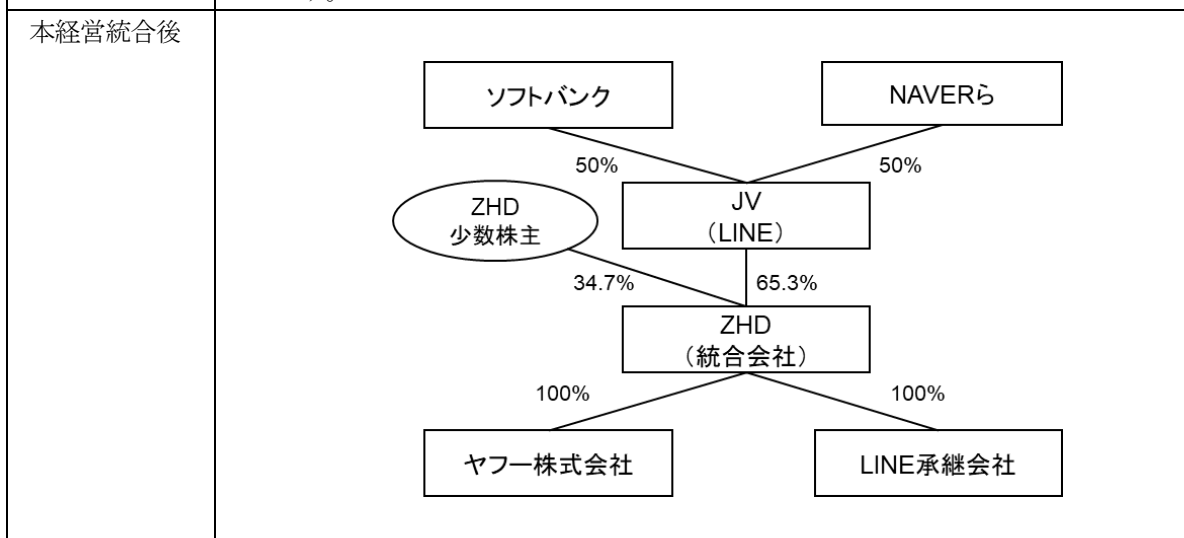 本経営統合後
ソフトバンク
NAVERら
50%
50%
ZHD
少数株主
JV
（LINE）
34.7%
65.3%
ZHD
（統合会社）
100%
100%
ヤフー株式会社
LINE承継会社